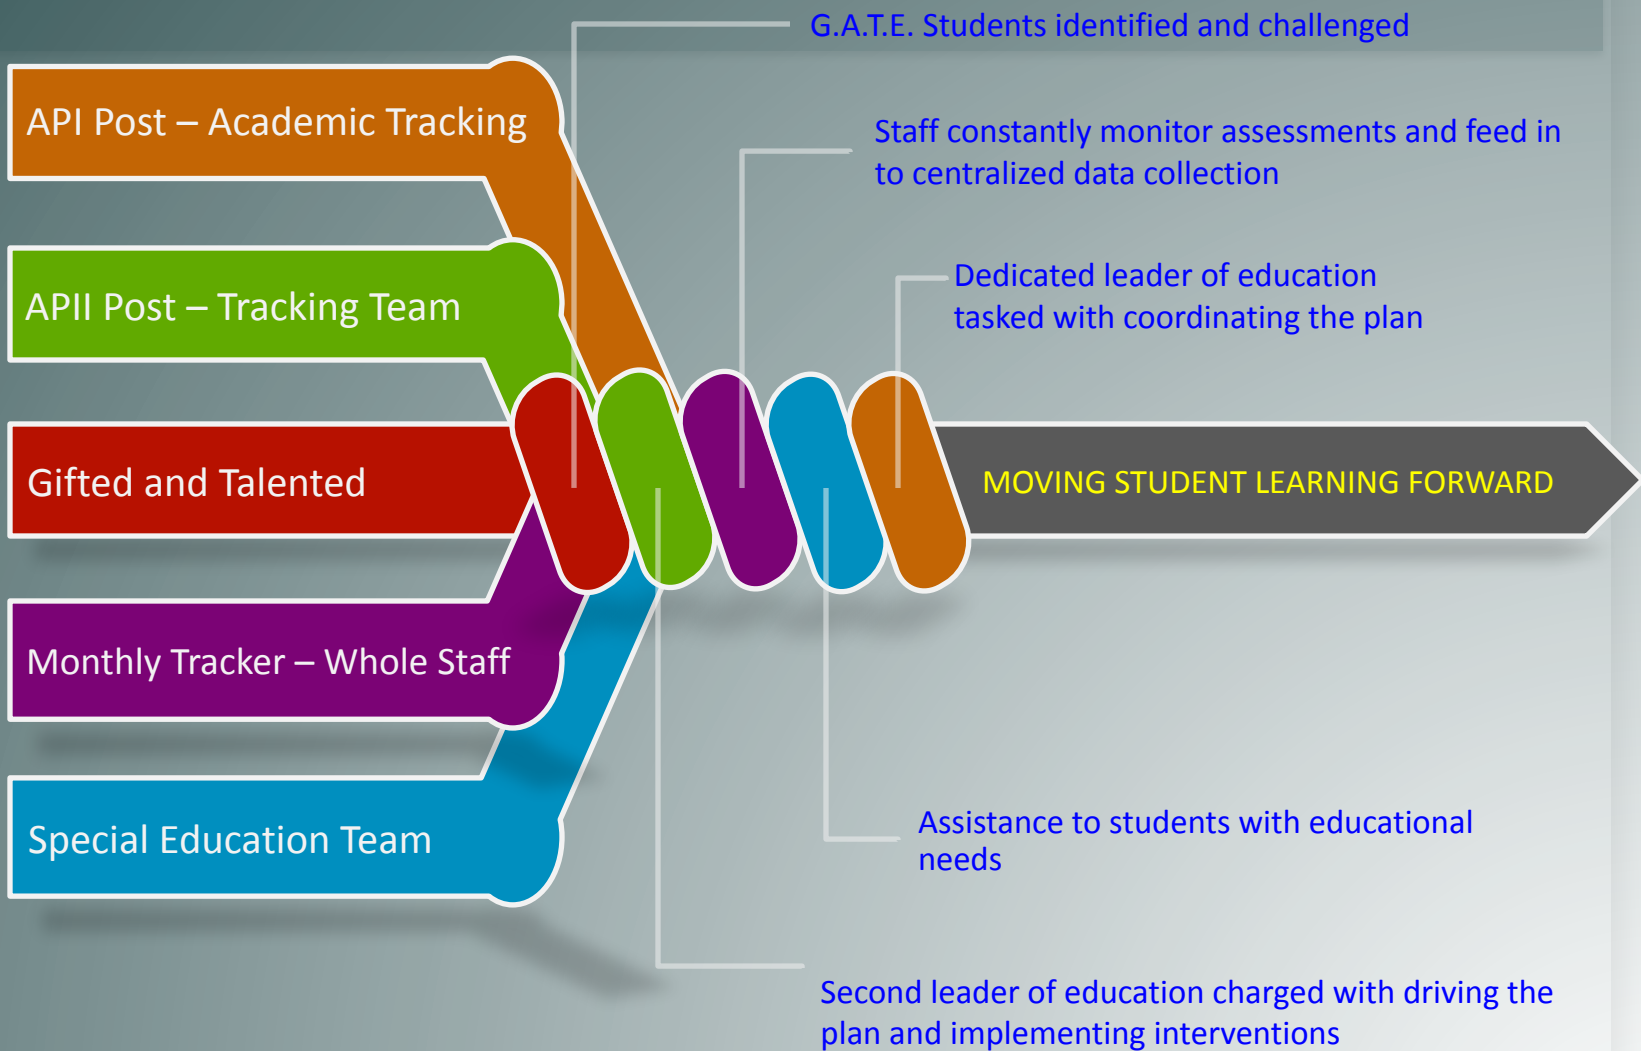 G.A.T.E. Students identified and challenged
API Post – Academic Tracking
Staff constantly monitor assessments and feed in
to centralized data collection
APII Post – Tracking Team
Dedicated leader of education
tasked with coordinating the plan
Gifted and Talented
MOVING STUDENT LEARNING FORWARD
Monthly Tracker – Whole Staff
Special Education Team
Assistance to students with educational
needs
Second leader of education charged with driving the
plan and implementing interventions